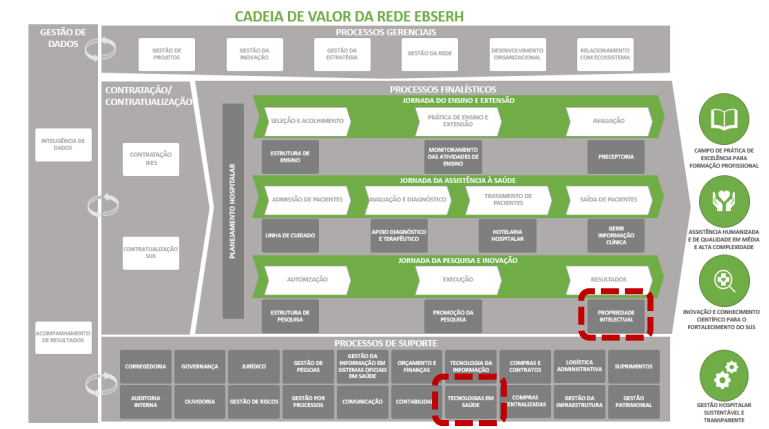 CADEIA DE VALOR DA REDE EBSERH
GESTÃO DE
DADOS
INTELIGÊNCIA DE
DADOS
ACOMPANHAMENTO
DE RESULTADOS
PROCESSOS GERENCIAIS
GESTÃO DE
PROJETOS
GESTÃO DA
INOVAÇÃO
GESTÃO DA
ESTRATÉGIA
GESTÃO DA REDE
DESENVOLVIMENTO
ORGANIZACIONAL
RELACIONAMENTO
COM ECOSSISTEMA
CONTRATAÇÃO/
CONTRATUALIZAÇÃO
CONTRATAÇÃO
IFES
CONTRATUALIZAÇÃO
SUS
PROCESSOS FINALÍSTICOS
PLANEJAMENTO HOSPITALAR
JORNADA DO ENSINO E EXTENSÃO
SELEÇÃO E ACOLHIMENTO
PRÁTICA DE ENSINO E
EXTENSÃO
AVALIAÇÃO
ESTRUTURA DE
ENSINO
MONITORAMENTO
DAS ATIVIDADES DE
ENSINO
PRECEPTORIA
JORNADA DA ASSISTÊNCIA À SAÚDE
ADMISSÃO DE PACIENTES
AVALIAÇÃO E DIAGNÓSTICO
TRATAMENTO DE
PACIENTES
SAÍDA DE PACIENTES
LINHA DE CUIDADO
APOIO DIAGNÓSTICO
E TERAPÊUTICO
HOTELARIA
HOSPITALAR
GERIR
INFORMAÇÃO
CLÍNICA
JORNADA DA PESQUISA E INOVAÇÃO
AUTORIZAÇÃO
EXECUÇÃO
RESULTADOS
ESTRUTURA DE
PESQUISA
PROMOÇÃO DA
PESQUISA
PROPRIEDADE
INTELECTUAL
CAMPO DE PRÁTICA DE
EXCELÊNCIA PARA
FORMAÇÃO PROFISSIONAL
ASSISTÊNCIA HUMANIZADA
E DE QUALIDADE EM MÉDIA
E ALTA COMPLEXIDADE
INOVAÇÃO E CONHECIMENTO
CIENTÍFICO PARA O
FORTALECIMENTO DO SUS
GESTÃO HOSPITALAR
SUSTENTÁVEL E
TRANSPARENTE
PROCESSOS DE SUPORTE
CORREGEDORIA
GOVERNANÇA
JURÍDICO
GESTÃO DE
PESSOAS
GESTÃO DA
INFORMAÇÃO EM
SISTEMAS OFICIAIS
EM SAÚDE
ORÇAMENTO E
FINANÇAS
TECNOLOGIA DA
INFORMAÇÃO
COMPRAS E
CONTRATOS
LOGÍSTICA
ADMINISTRATIVA
SUPRIMENTOS
AUDITORIA
INTERNA
OUVIDORIA
GESTÃO DE RISCOS
GESTÃO POR
PROCESSOS
COMUNICAÇÃO
CONTABILIDADE
TECNOLOGIAS EM
SAÚDE
COMPRAS
CENTRALIZADAS
GESTÃO DA
INFRAESTRUTURA
GESTÃO
PATRIMONIAL